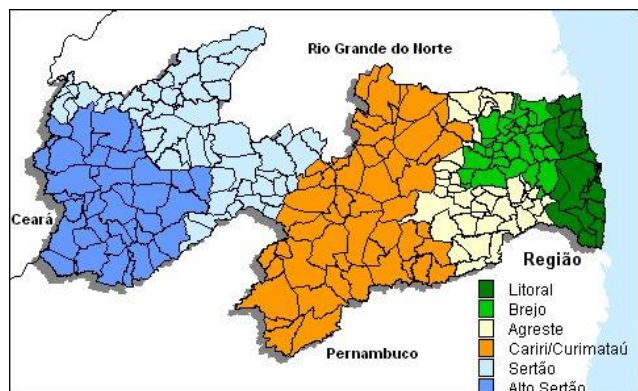 Rio Grande do Norte
Ceará
Pernambuco
Região
Litoral
Brejo
Agreste
Cariri/Curimataú
Sertão
Alto Sertão